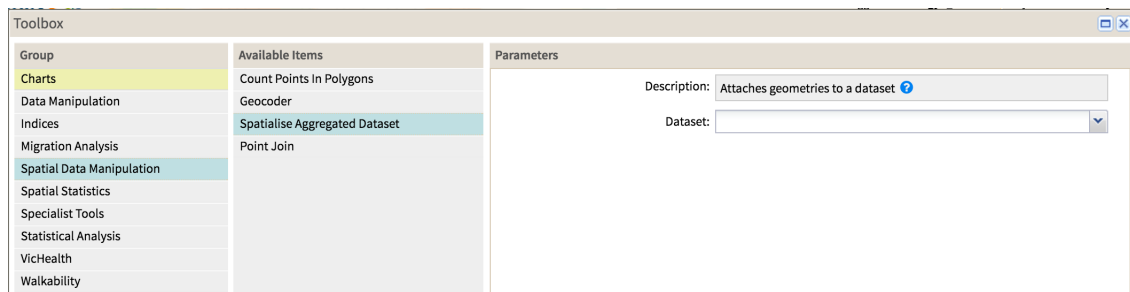 Toolbox
Group
Charts
Data Manipulation
Indices
Migration Analysis
Spatial Data Manipulation
Spatial Statistics
Specialist Tools
Statistical Analysis
VicHealth
Walkability
Available Items
Count Points In Polygons
Geocoder
Spatialise Aggregated Dataset
Point Join
Parameters
Description: Attaches geometries to a dataset ?
Dataset: